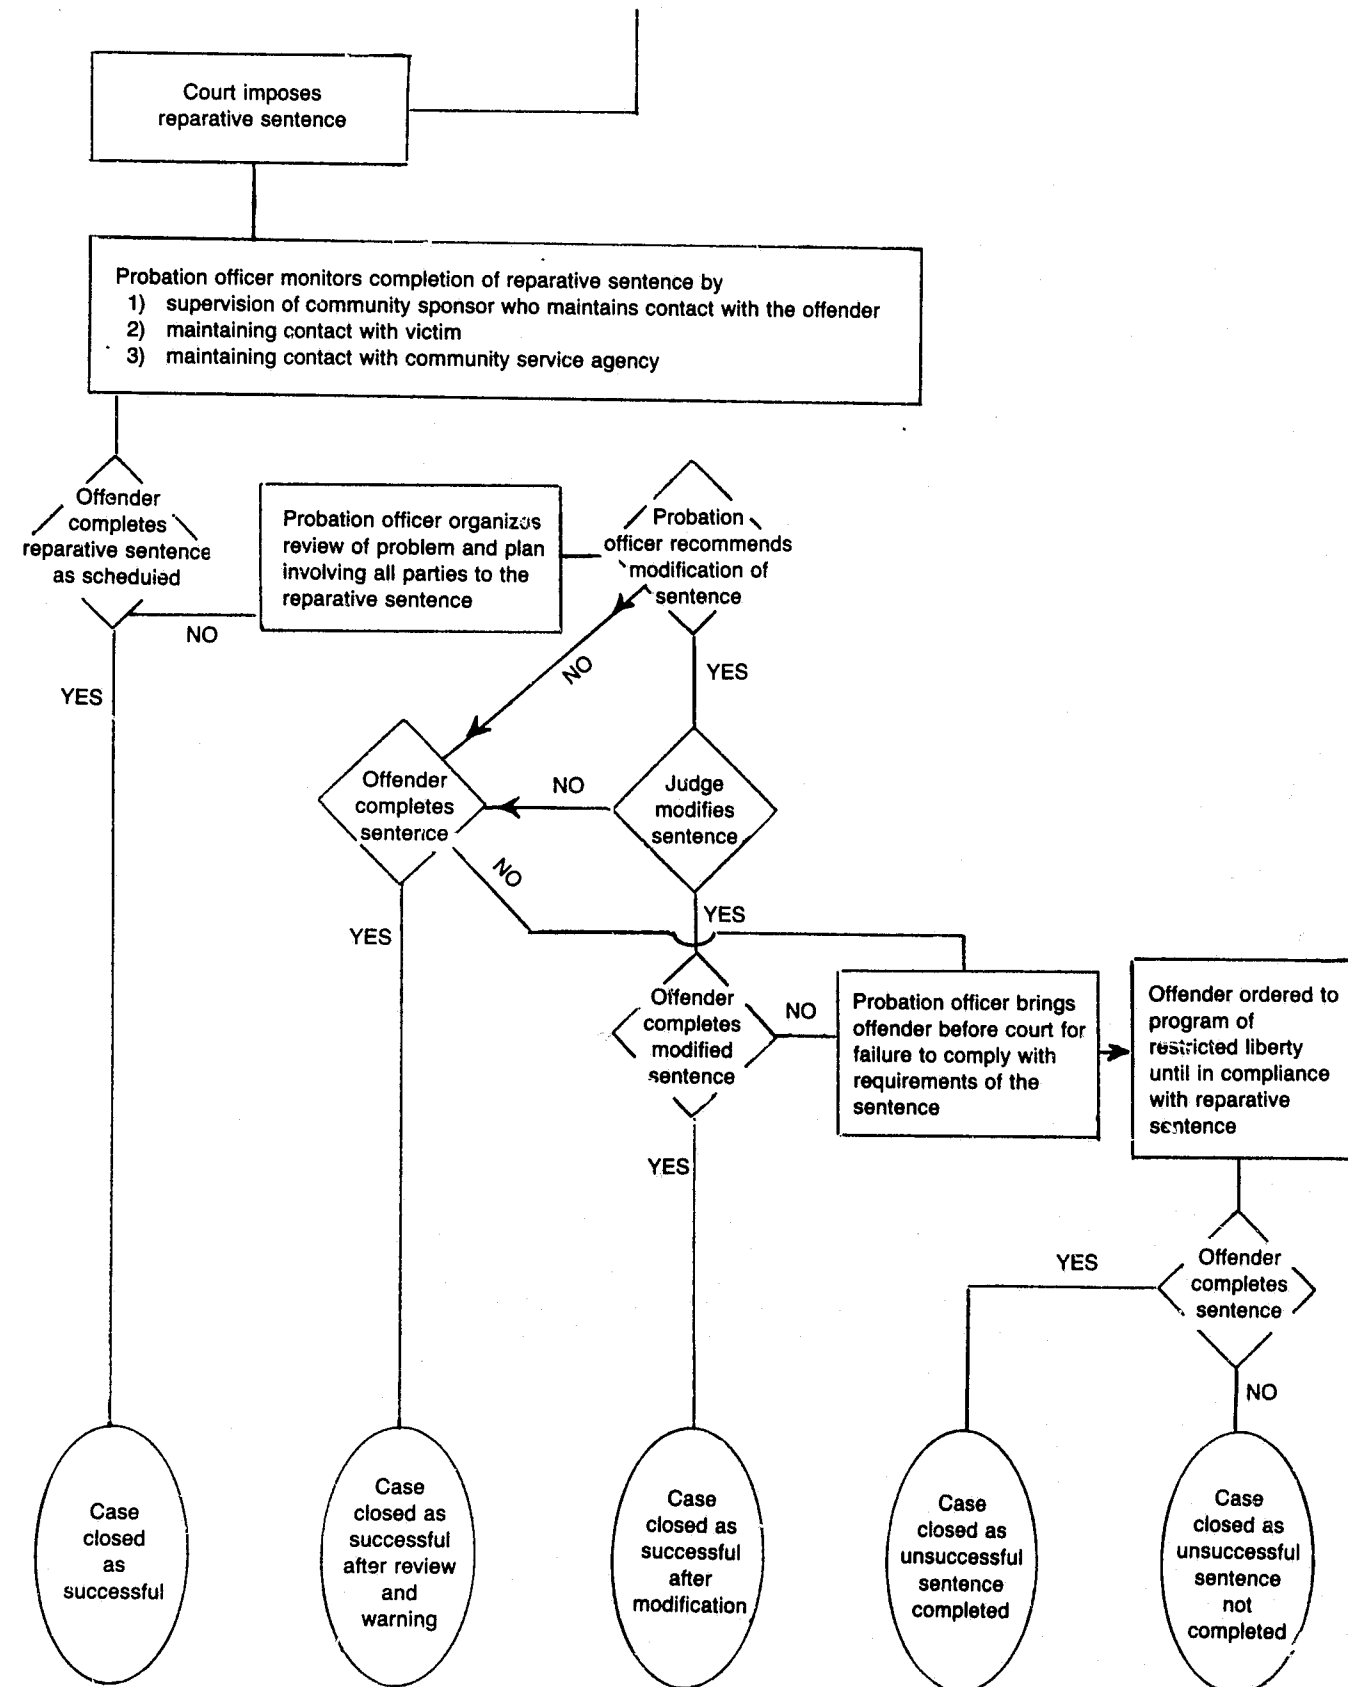 Court imposes
reparative sentence
Probation officer monitors completion of reparative sentence by
1) supervision of community sponsor who maintains contact with the offender
2) maintaining contact with victim
3) maintaining contact with community service agency
Offender
completes
reparative sentence
as scheduled
NO
YES
Probation officer organizes
review of problem and plan
involving all parties to the
reparative sentence
Probation
officer recommends
modification of
sentence
NO
YES
Offender
completes
sentence
NO
Judge
modifies
sentence
NO
YES
YES
Offender
completes
modified
sentence
NO
YES
Probation officer brings
offender before court for
failure to comply with
requirements of the
sentence
Offender ordered to
program of
restricted liberty
until in compliance
with reparative
sentence
YES
Offender
completes
sentence
NO
Case
closed
as
successful
Case
closed as
successful
after review
and
warning
Case
closed as
successful
after
modification
Case
closed as
unsuccessful
sentence
completed
Case
closed as
unsuccessful
sentence
not
completed